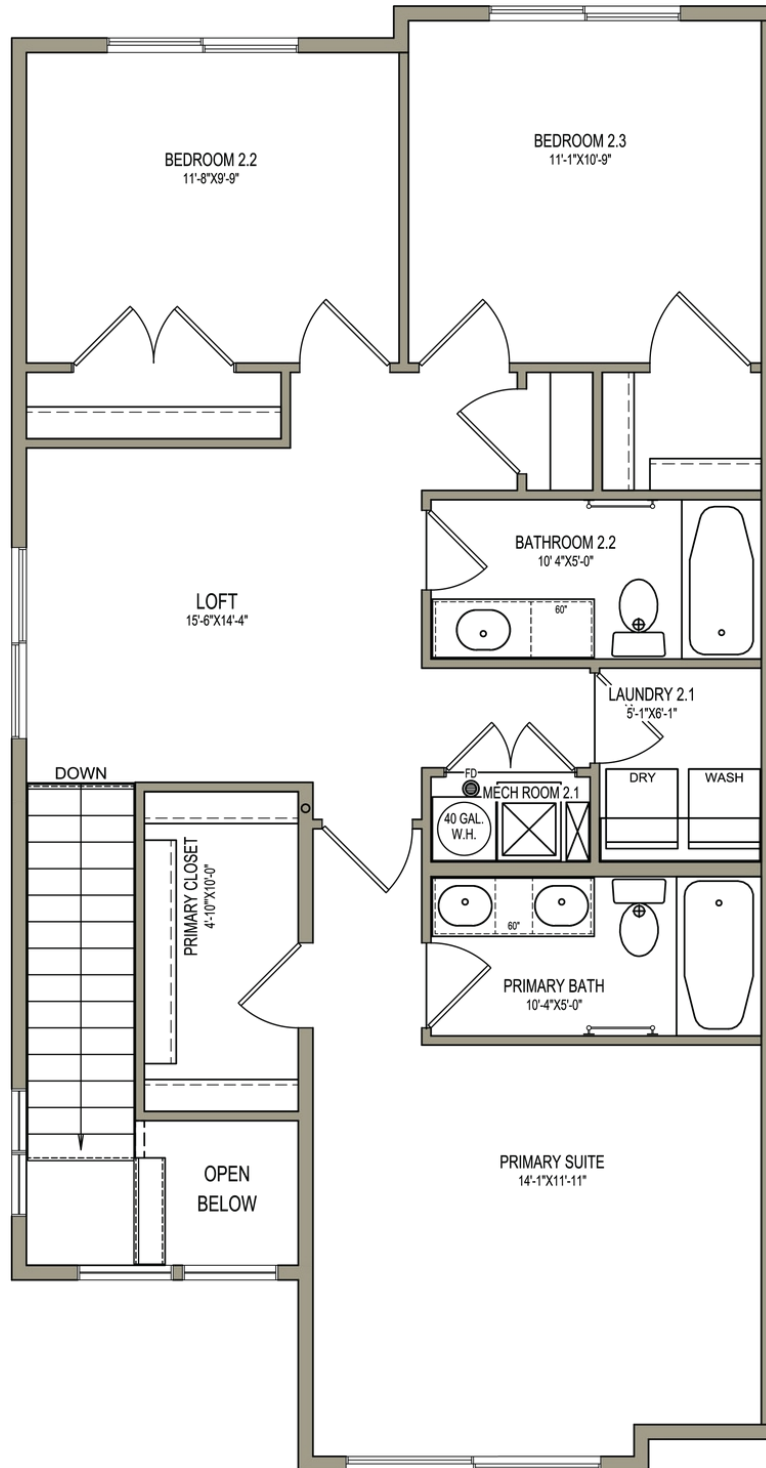 BEDROOM 2.2
11'-8"X9'-9"
BEDROOM 2.3
11'-1"X10'-9"
BATHROOM 2.2
10' 4"X5'-0"
60"
LOFT
15'-6"X14'-4"
LAUNDRY 2.1
5'-1"X6'-1"
DRY
WASH
DOWN
FD
MECH ROOM 2.1
40 GAL.
W.H.
PRIMARY CLOSET
4'-10"X10'-0"
60"
PRIMARY BATH
10'-4"X5'-0"
PRIMARY SUITE
14'-1"X11'-11"
OPEN
BELOW